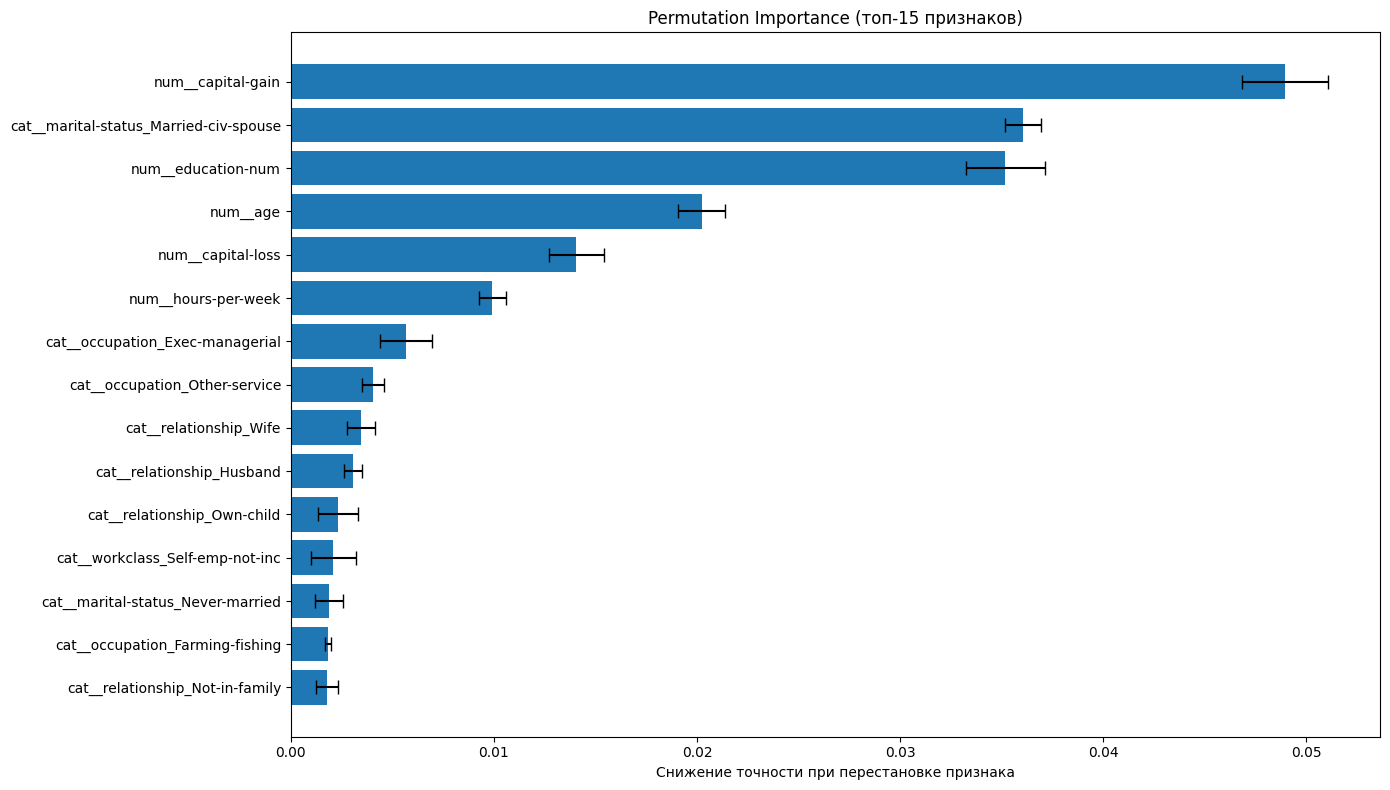 Permutation Importance (топ-15 признаков)
num__capital-gain
cat__marital-status_Married-civ-spouse
num__education-num
num__age
num__capital-loss
num__hours-per-week
cat__occupation_Exec-managerial
cat__occupation_Other-service
cat__relationship_Wife
cat__relationship_Husband
cat__relationship_Own-child
cat__workclass_Self-emp-not-inc
cat__marital-status_Never-married
cat__occupation_Farming-fishing
cat__relationship_Not-in-family
0.00 0.01 0.02 0.03 0.04 0.05
Снижение точности при перестановке признака